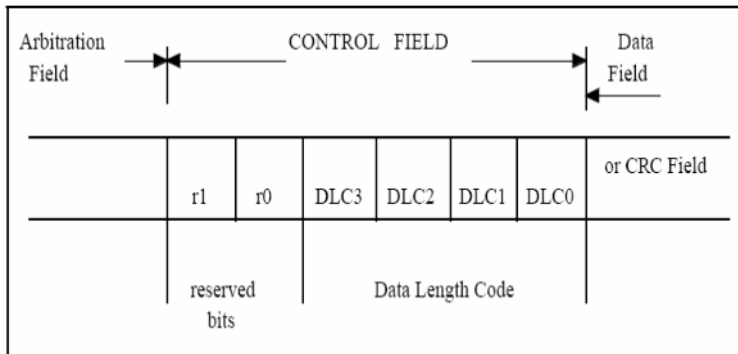 Arbitration Field
CONTROL FIELD
Data Field
or CRC Field
r1 r0 DLC3 DLC2 DLC1 DLC0
reserved bits
Data Length Code